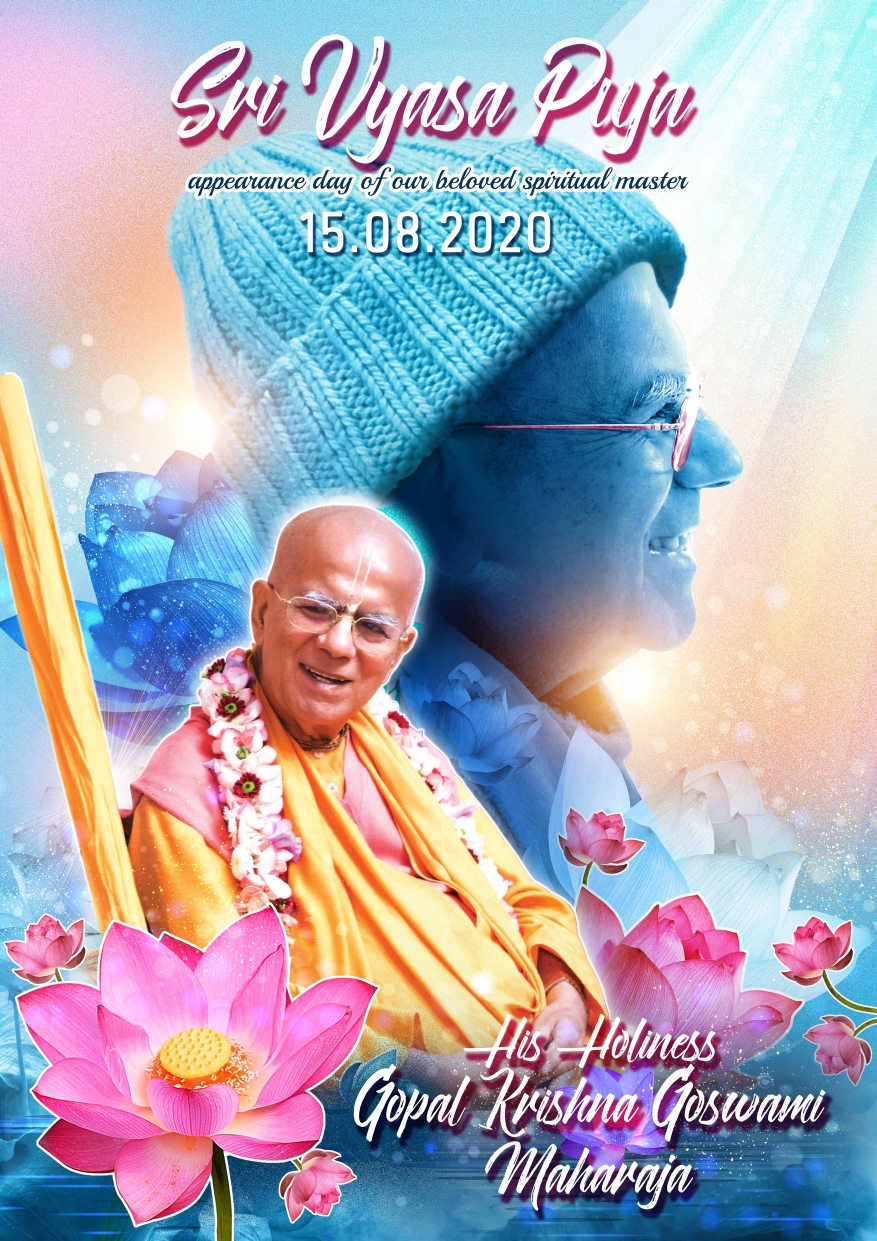 Sri Vyasa Puja
appearance day of our beloved spiritual master
15.08.2020
His Holiness
Gopal Krishna Goswami
Maharaja